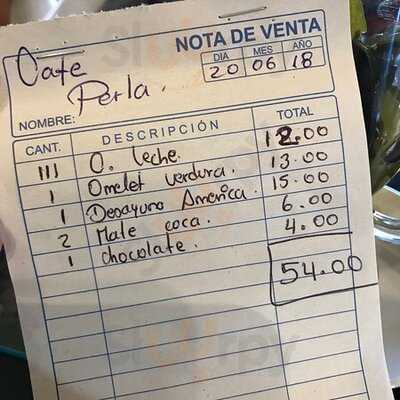 NOTA DE VENTA
Cafe
DIA MES AÑO
20 06 18
Perla.
NOMBRE:
CANT. DESCRIPCIÓN TOTAL
III O. leche. 12.00
1 Omelet verdura. 13.00
1 Desayuno America. 15.00
2 Mate coca. 6.00
1 chocolate. 4.00
54.00